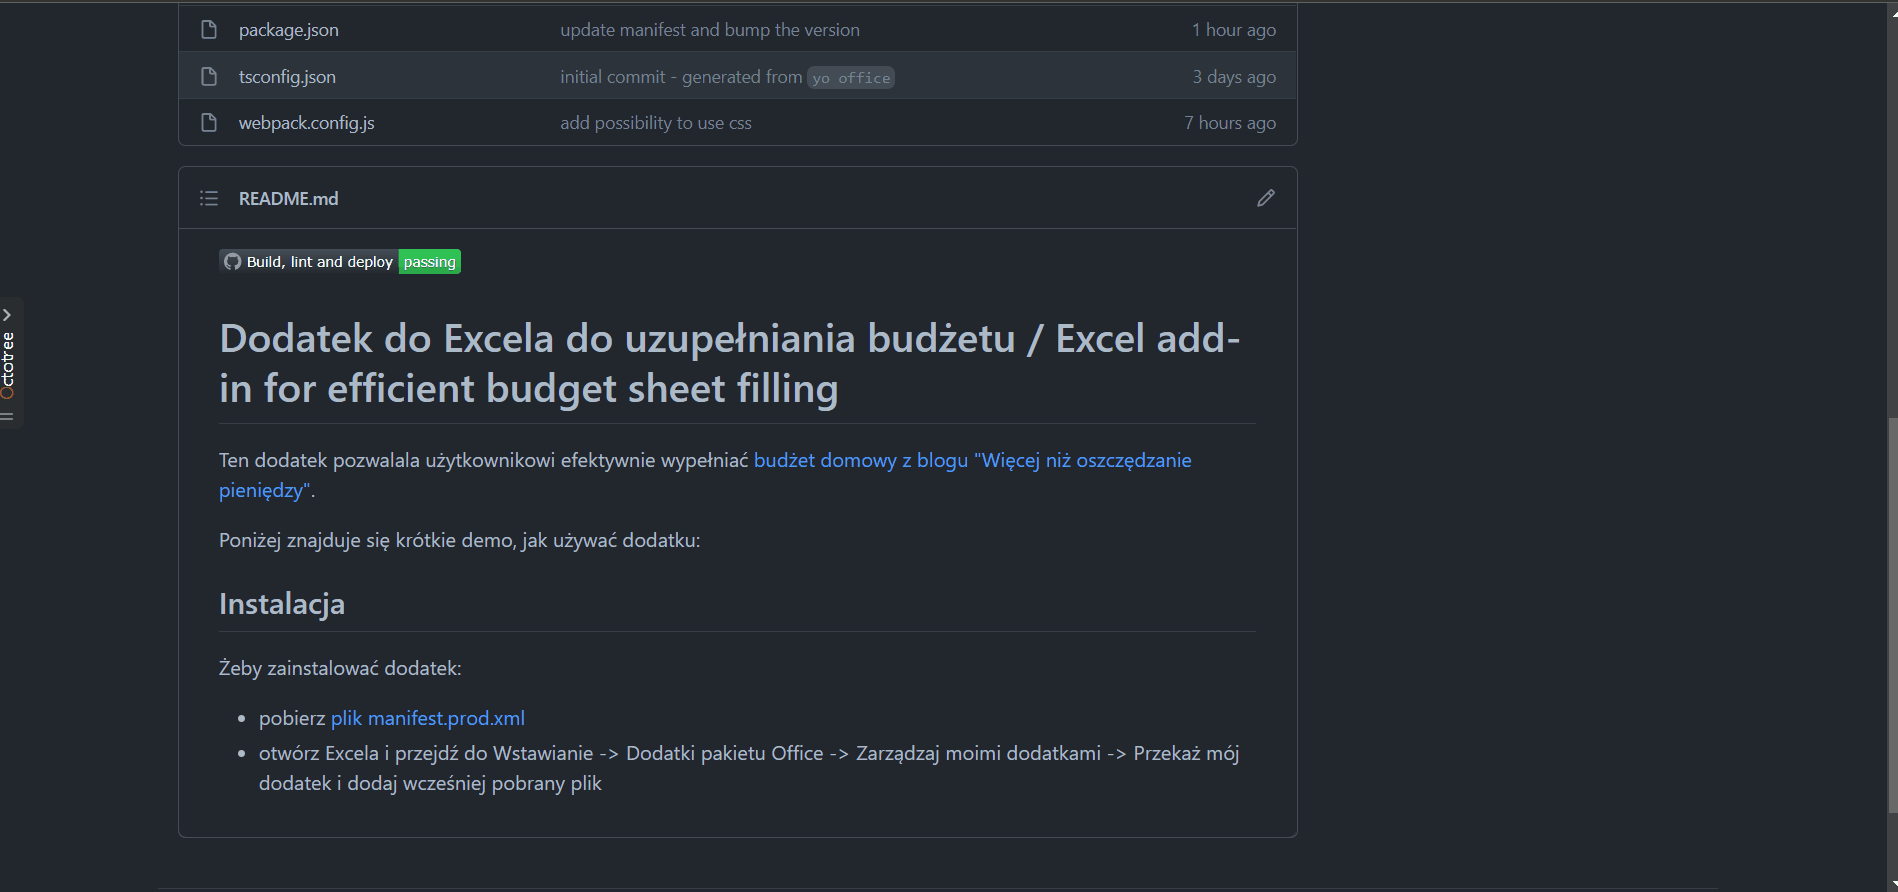 package.json update manifest and bump the version 1 hour ago
tsconfig.json initial commit - generated from yo office 3 days ago
webpack.config.js add possibility to use css 7 hours ago
README.md
Build, lint and deploy passing
Octotree
Dodatek do Excela do uzupełniania budżetu / Excel add-
in for efficient budget sheet filling
Ten dodatek pozwalala użytkownikowi efektywnie wypełniać budżet domowy z blogu "Więcej niż oszczędzanie
pieniędzy".
Poniżej znajduje się krótkie demo, jak używać dodatku:
Instalacja
Żeby zainstalować dodatek:
• pobierz plik manifest.prod.xml
• otwórz Excela i przejdź do Wstawianie -> Dodatki pakietu Office -> Zarządzaj moimi dodatkami -> Przekaż mój
dodatek i dodaj wcześniej pobrany plik